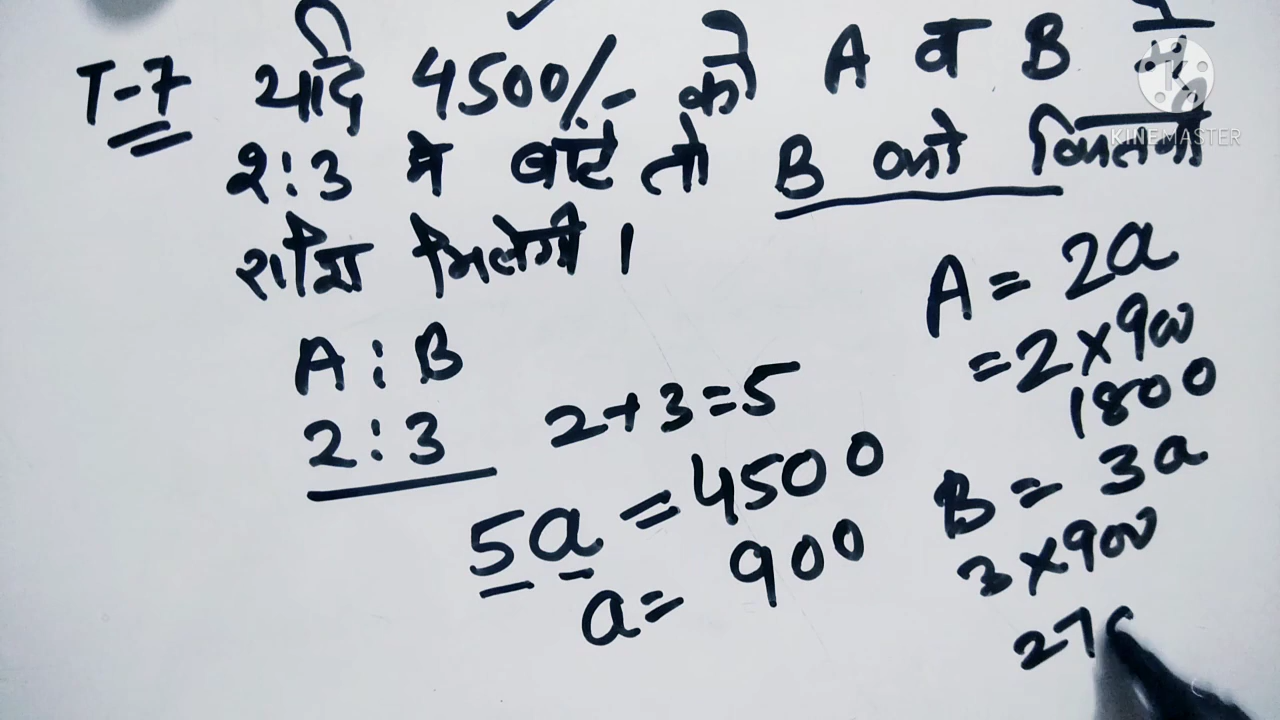 T-7 यदि 4500/- को A व B में
2:3 मे बांटे तो B को कितनी
राशि मिलेगी ।
A : B
2 : 3
2+3=5
5a = 4500
a = 900
A = 2a
= 2 × 900
1800
B = 3a
3 × 900
270
KINEMASTER